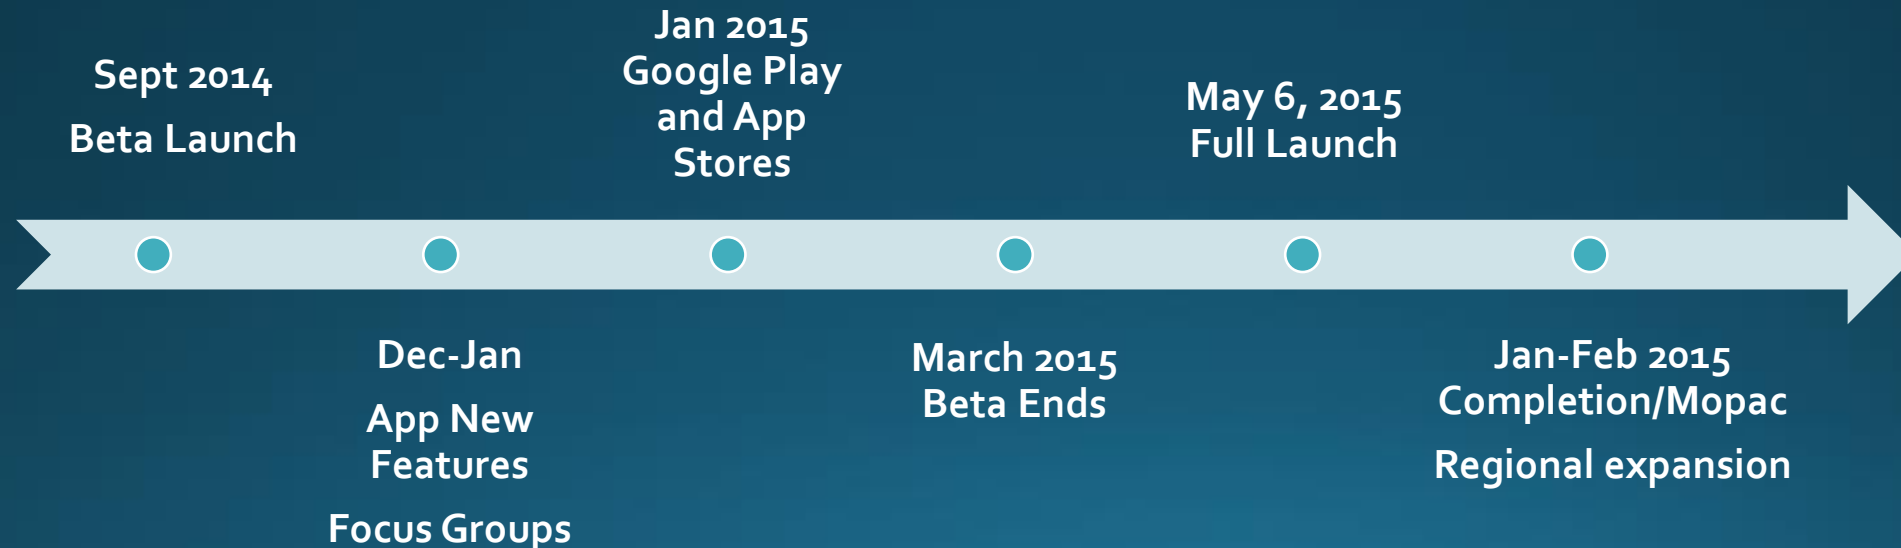 Sept 2014
Beta Launch
Dec-Jan
App New
Features
Focus Groups
Jan 2015
Google Play
and App
Stores
March 2015
Beta Ends
May 6, 2015
Full Launch
Jan-Feb 2015
Completion/Mopac
Regional expansion